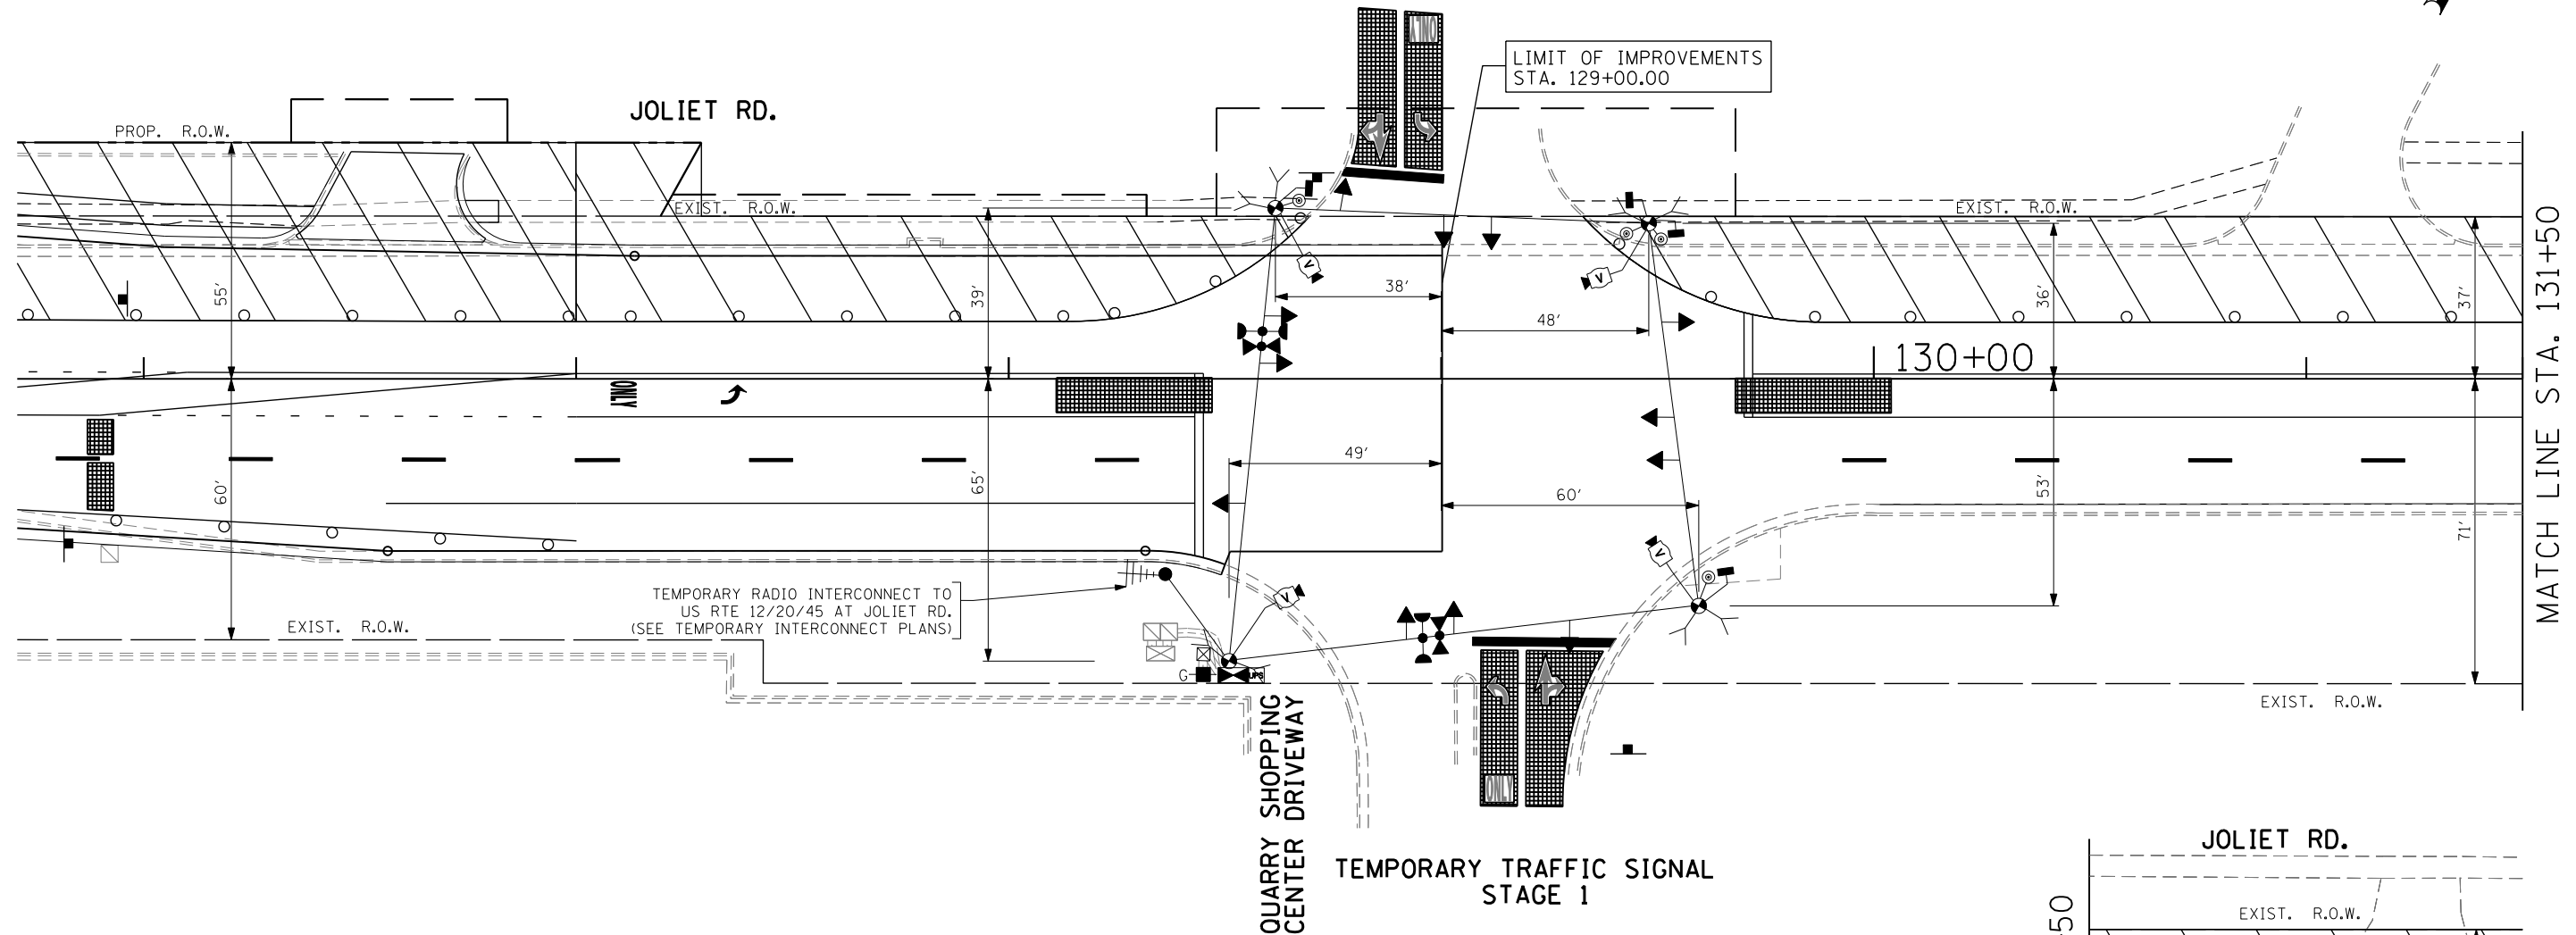 ONLY
LIMIT OF IMPROVEMENTS
STA. 129+00.00
JOLIET RD.
PROP. R.O.W.
EXIST. R.O.W.
EXIST. R.O.W.
V
V
55'
39'
38'
48'
36'
37'
130+00
ONLY
MATCH LINE STA. 131+50
49'
60'
60'
65'
53'
71'
V
V
TEMPORARY RADIO INTERCONNECT TO
US RTE 12/20/45 AT JOLIET RD.
(SEE TEMPORARY INTERCONNECT PLANS)
EXIST. R.O.W.
G
UPS
EXIST. R.O.W.
ONLY
QUARRY SHOPPING
CENTER DRIVEWAY
TEMPORARY TRAFFIC SIGNAL
STAGE 1
JOLIET RD.
EXIST. R.O.W.
50